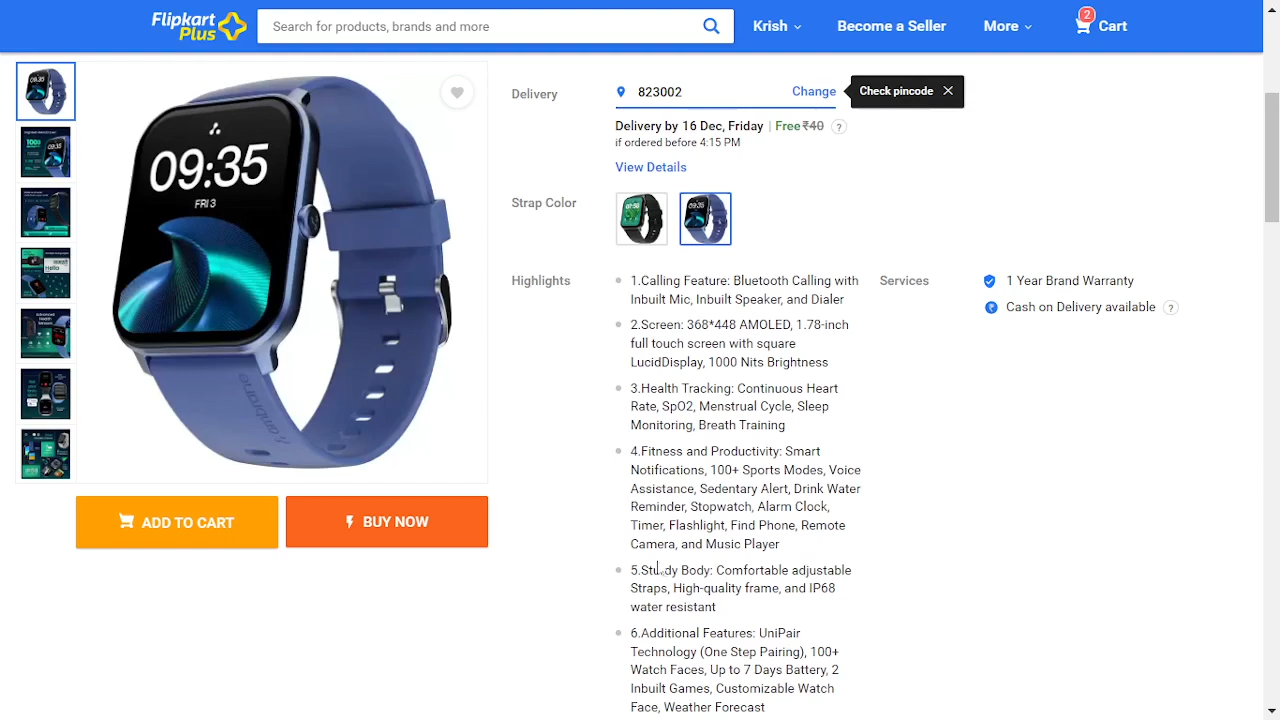 Flipkart
Plus
Search for products, brands and more
Krish
Become a Seller
More
2
Cart
09:35
FRI 3
Delivery
823002
Change
Check pincode
Delivery by 16 Dec, Friday | Free ₹40 ?
if ordered before 4:15 PM
View Details
Strap Color
Highlights
1.Calling Feature: Bluetooth Calling with
Inbuilt Mic, Inbuilt Speaker, and Dialer
2.Screen: 368*448 AMOLED, 1.78-inch
full touch screen with square
LucidDisplay, 1000 Nits Brightness
3.Health Tracking: Continuous Heart
Rate, SpO2, Menstrual Cycle, Sleep
Monitoring, Breath Training
4.Fitness and Productivity: Smart
Notifications, 100+ Sports Modes, Voice
Assistance, Sedentary Alert, Drink Water
Reminder, Stopwatch, Alarm Clock,
Timer, Flashlight, Find Phone, Remote
Camera, and Music Player
5.Study Body: Comfortable adjustable
Straps, High-quality frame, and IP68
water resistant
6.Additional Features: UniPair
Technology (One Step Pairing), 100+
Watch Faces, Up to 7 Days Battery, 2
Inbuilt Games, Customizable Watch
Face, Weather Forecast
Services
1 Year Brand Warranty
Cash on Delivery available ?
ADD TO CART
BUY NOW